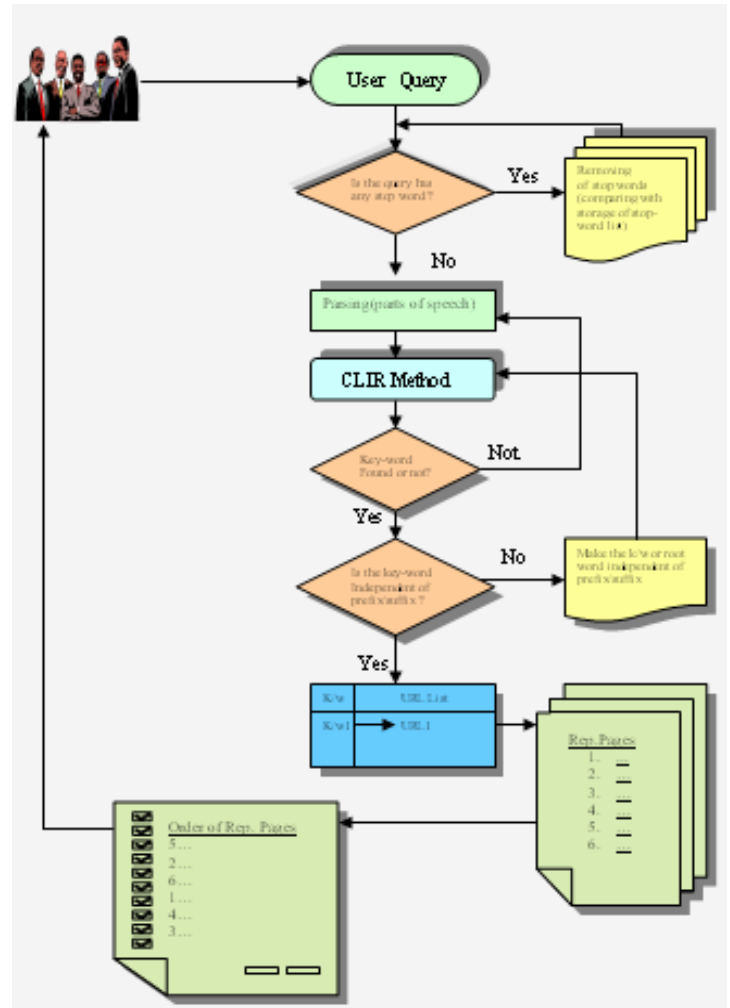 User Query
Is the query has
any stop word ?
Yes
Removing
of stop words
(comparing with
storage of stop-
word list)
No
Parsing(parts of speech)
CLIR Method
Key-word
Found or not?
Not
Yes
Is the key-word
Independent of
prefix/suffix ?
No
Make the k/w or root
word independent of
prefix/suffix
Yes
K/w URL List
K/w1 URL1
Rep. Pages
1. ...
2. ...
3. ...
4. ...
5. ...
6. ...
Order of Rep. Pages
5....
2....
6....
1....
4....
3....